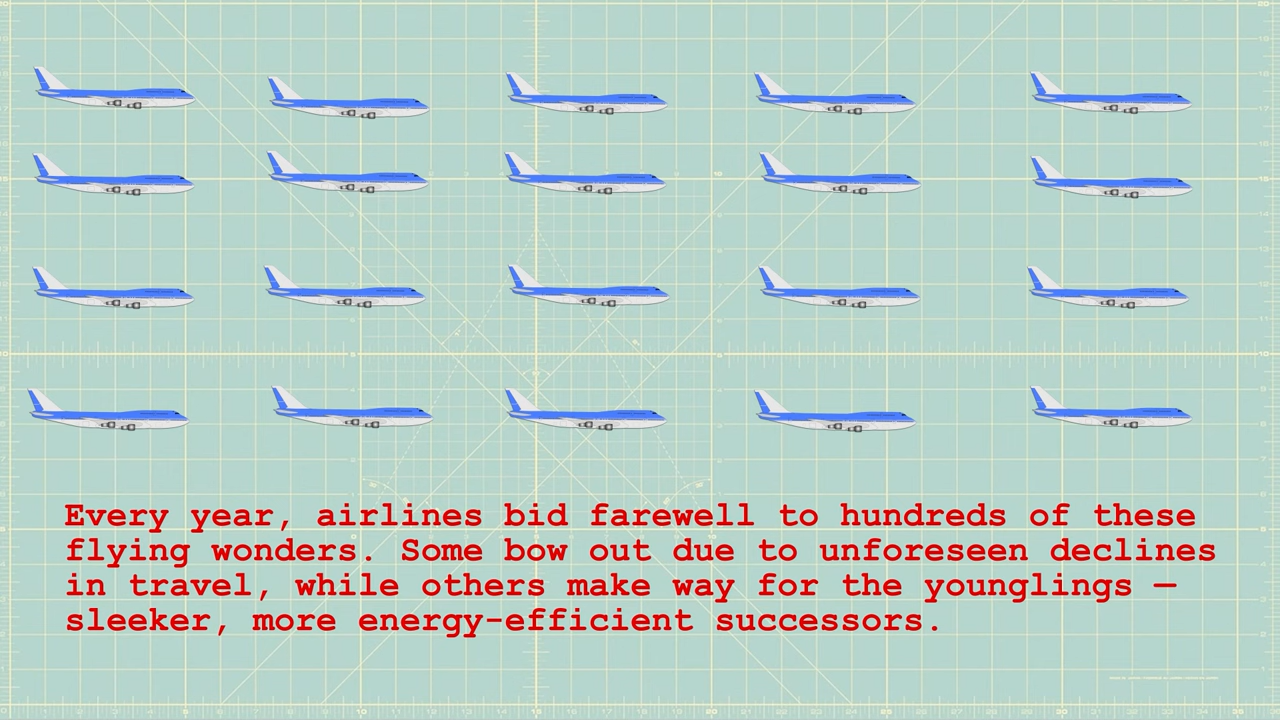 Every year, airlines bid farewell to hundreds of these
flying wonders. Some bow out due to unforeseen declines
in travel, while others make way for the younglings —
sleeker, more energy-efficient successors.